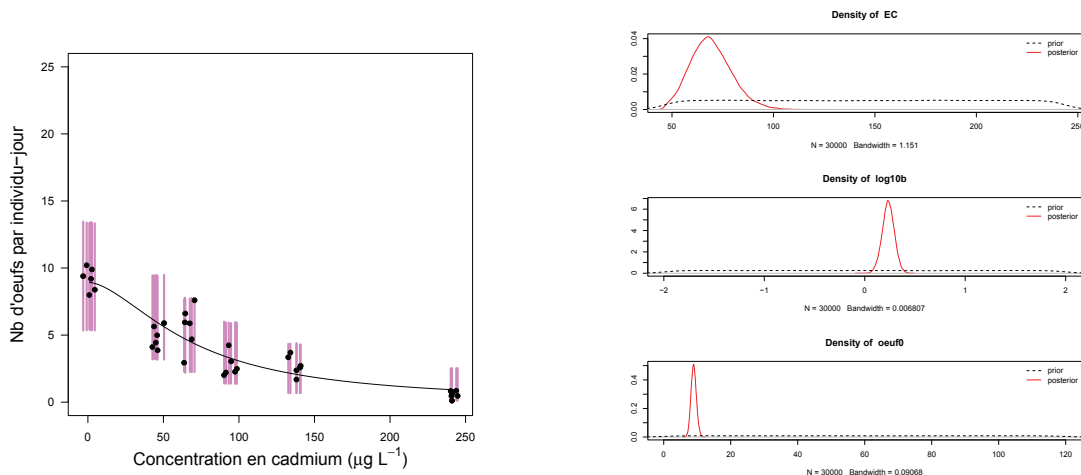 25
20
15
10
5
0
Nb d'oeufs par individu−jour
0 50 100 150 200 250
Concentration en cadmium (μg L−1)
Density of EC
0.04
0.02
0.00
prior
posterior
50 100 150 200 250
N = 30000 Bandwidth = 1.151
Density of log10b
6
4
2
0
prior
posterior
−2 −1 0 1 2
N = 30000 Bandwidth = 0.006807
Density of oeuf0
0.4
0.2
0.0
prior
posterior
0 20 40 60 80 100 120
N = 30000 Bandwidth = 0.09068